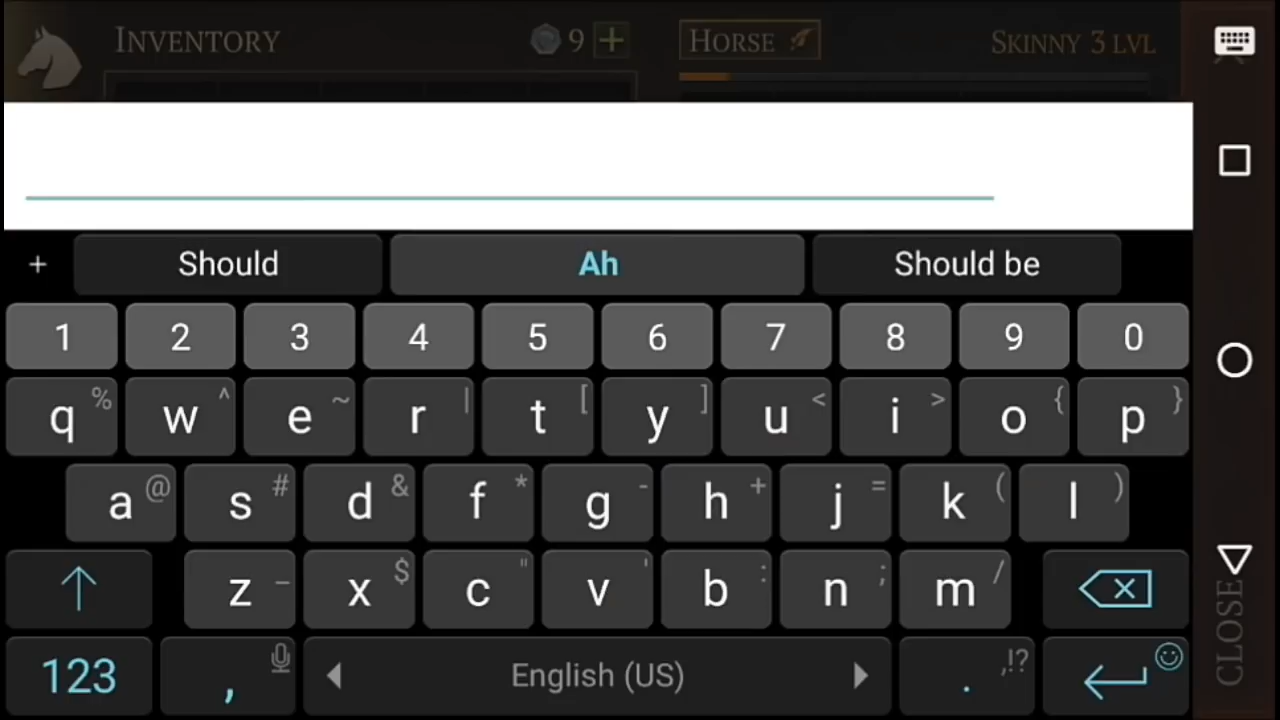 INVENTORY 9 + HORSE SKINNY 3 LVL
+ Should Ah Should be
1 2 3 4 5 6 7 8 9 0
q % w ^ e ~ r | t [ y ] u < i > o { p }
a @ s # d & f * g - h + j = k ( l )
z _ x $ c " v ' b : n ; m /
123 , English (US) . ,!?
CLOSE